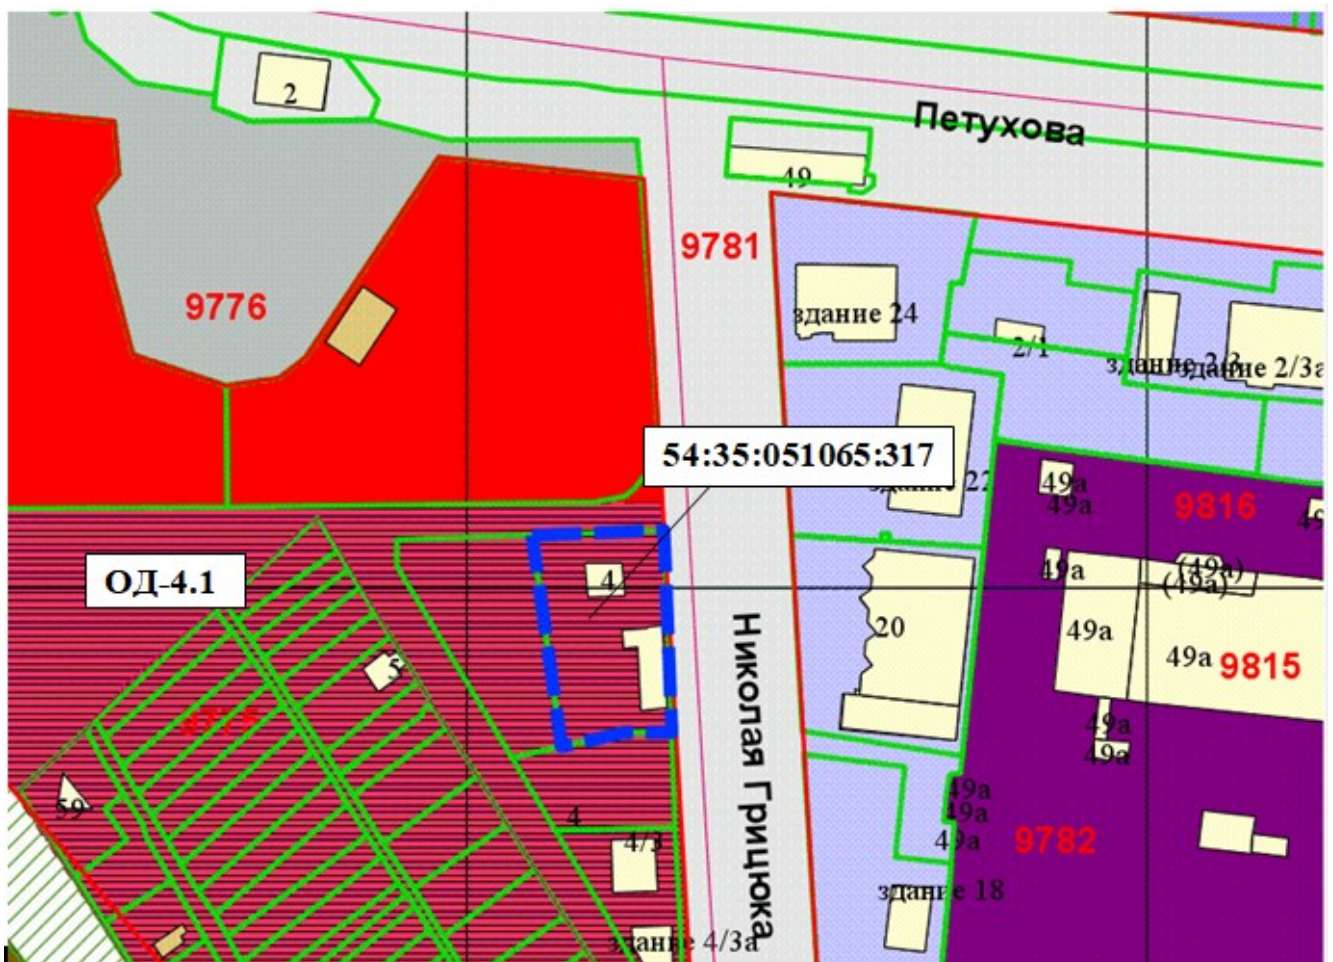 2
Петухова
49
9781
9776
здание 24
2/1
здание 2/3
здание 2/3а
54:35:051065:317
здание 22
49а
49а
9816
49
ОД-4.1
4
49а
(49а)
(49а)
20
49а
49а
9815
Николая Грицюка
5
59
49а
49а
4
4/3
49а
49а
49а
9782
здание 18
здание 4/3а